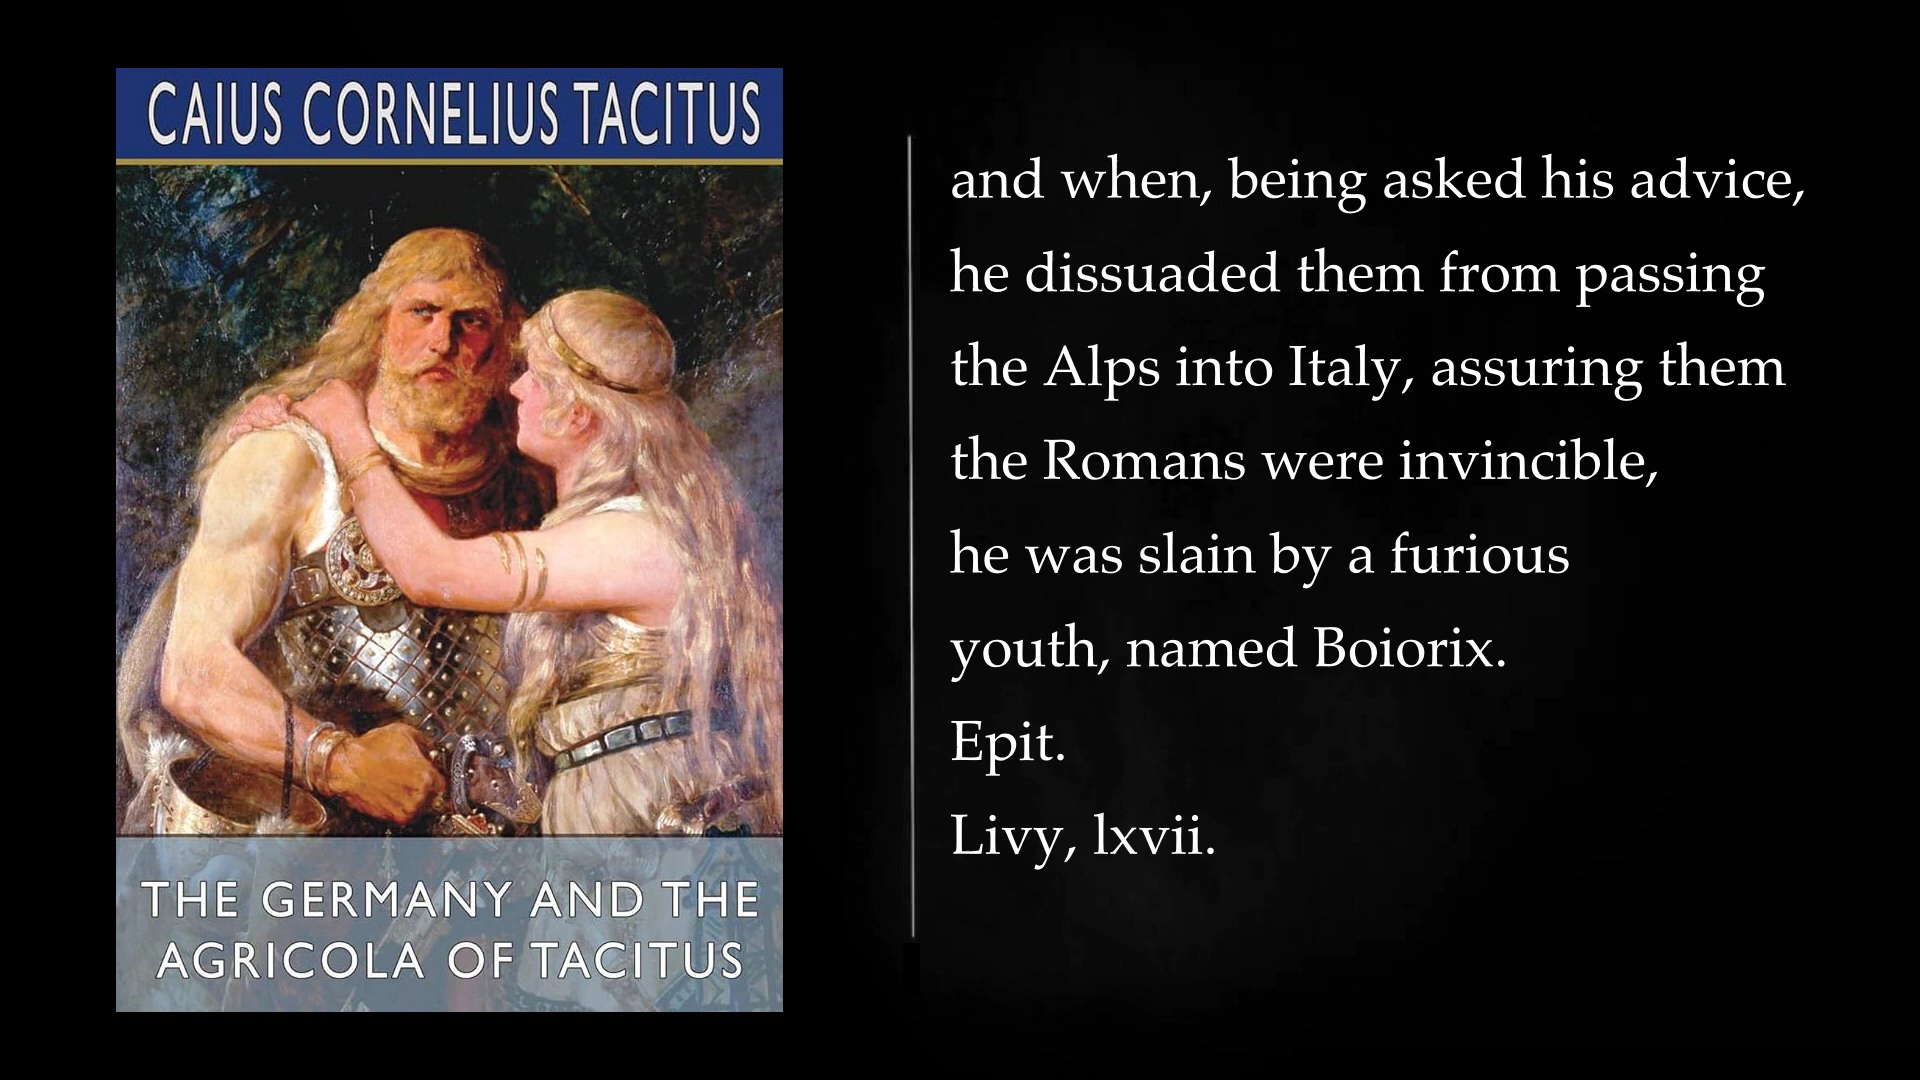 CAIUS CORNELIUS TACITUS
THE GERMANY AND THE
AGRICOLA OF TACITUS
and when, being asked his advice,
he dissuaded them from passing
the Alps into Italy, assuring them
the Romans were invincible,
he was slain by a furious
youth, named Boiorix.
Epit.
Livy, lxvii.